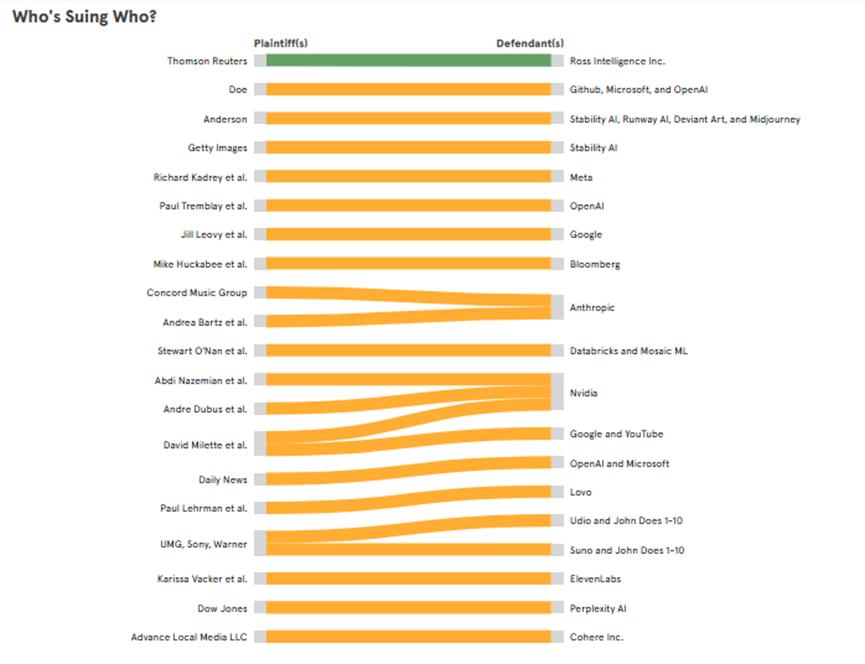 Who's Suing Who?
Plaintiff(s) Defendant(s)
Thomson Reuters Ross Intelligence Inc.
Doe Github, Microsoft, and OpenAI
Anderson Stability AI, Runway AI, Deviant Art, and Midjourney
Getty Images Stability AI
Richard Kadrey et al. Meta
Paul Tremblay et al. OpenAI
Jill Leovy et al. Google
Mike Huckabee et al. Bloomberg
Concord Music Group
Anthropic
Andrea Bartz et al.
Stewart O'Nan et al. Databricks and Mosaic ML
Abdi Nazemian et al.
Nvidia
Andre Dubus et al.
Google and YouTube
David Milette et al.
OpenAI and Microsoft
Daily News
Lovo
Paul Lehrman et al.
Udio and John Does 1-10
UMG, Sony, Warner
Suno and John Does 1-10
Karissa Vacker et al. ElevenLabs
Dow Jones Perplexity AI
Advance Local Media LLC Cohere Inc.